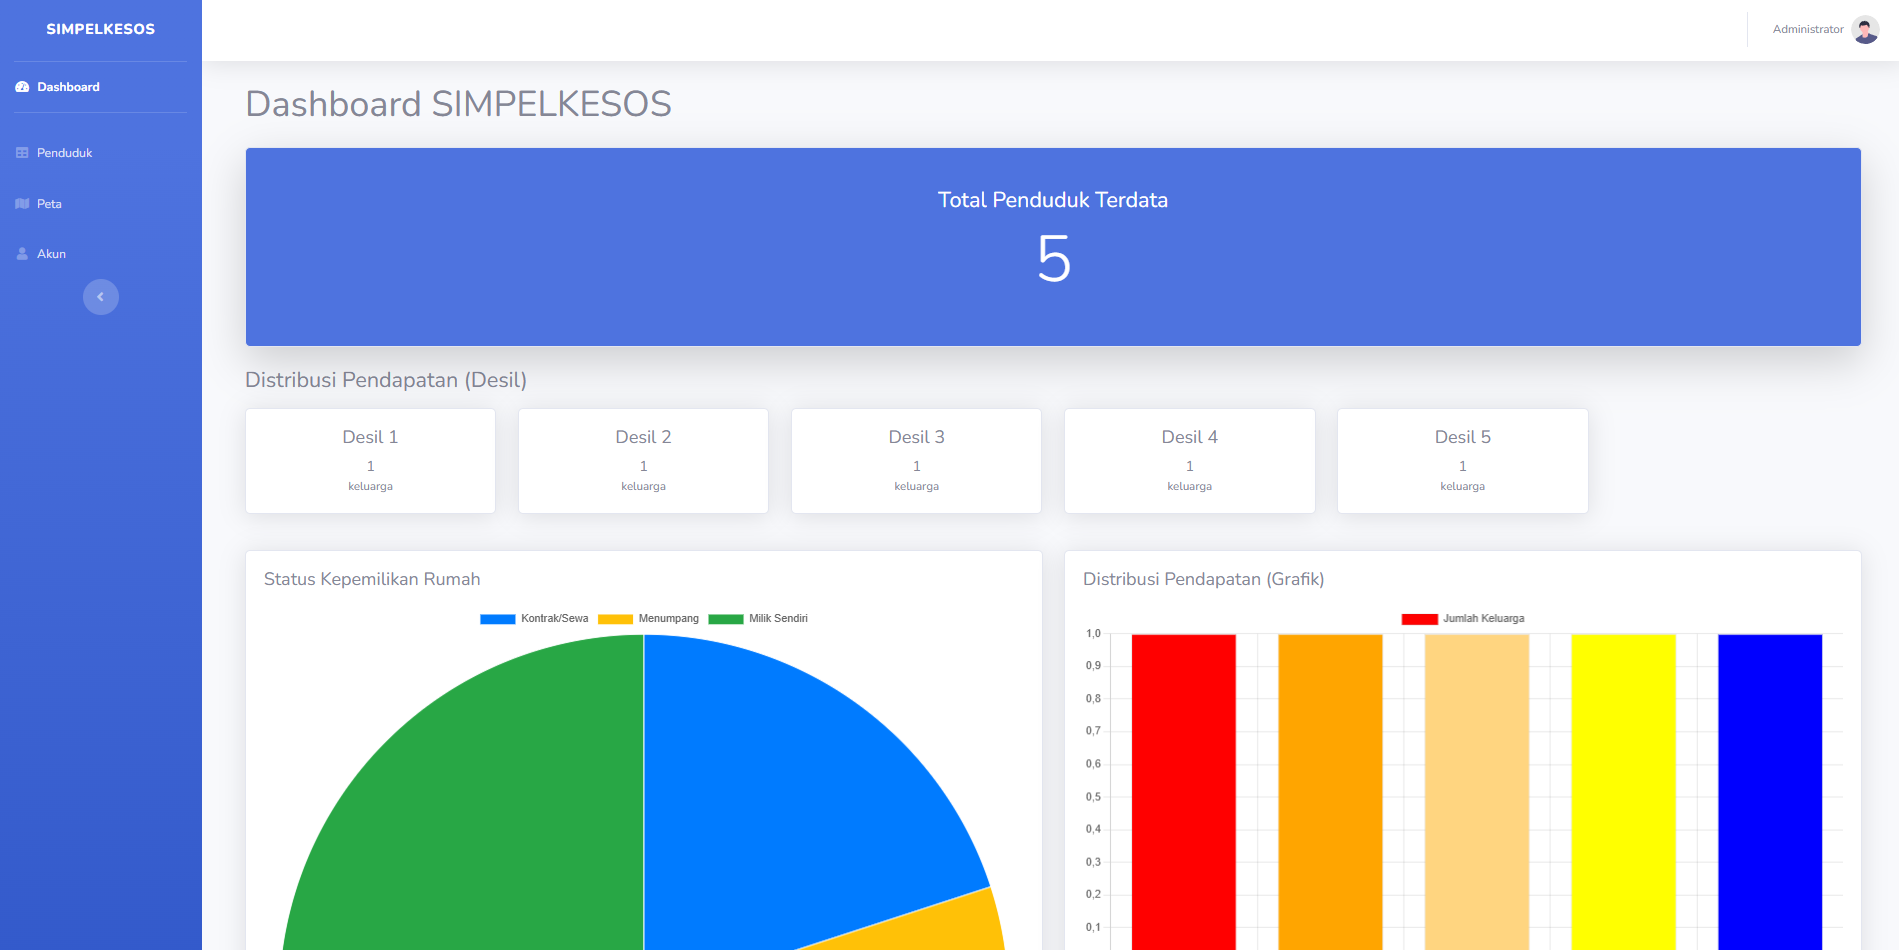 SIMPELKESOS
Dashboard
Penduduk
Peta
Akun
Administrator
Dashboard SIMPELKESOS
Total Penduduk Terdata
5
Distribusi Pendapatan (Desil)
Desil 1
1
keluarga
Desil 2
1
keluarga
Desil 3
1
keluarga
Desil 4
1
keluarga
Desil 5
1
keluarga
Status Kepemilikan Rumah
Kontrak/Sewa Menumpang Milik Sendiri
Distribusi Pendapatan (Grafik)
Jumlah Keluarga
1,0
0,9
0,8
0,7
0,6
0,5
0,4
0,3
0,2
0,1